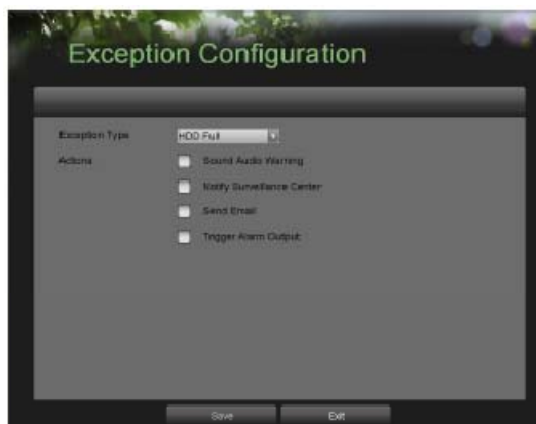 Exception Configuration
Exception Type
HDD Full
Actions
Sound Audio Warning
Notify Surveillance Center
Send Email
Trigger Alarm Output
Save
Exit